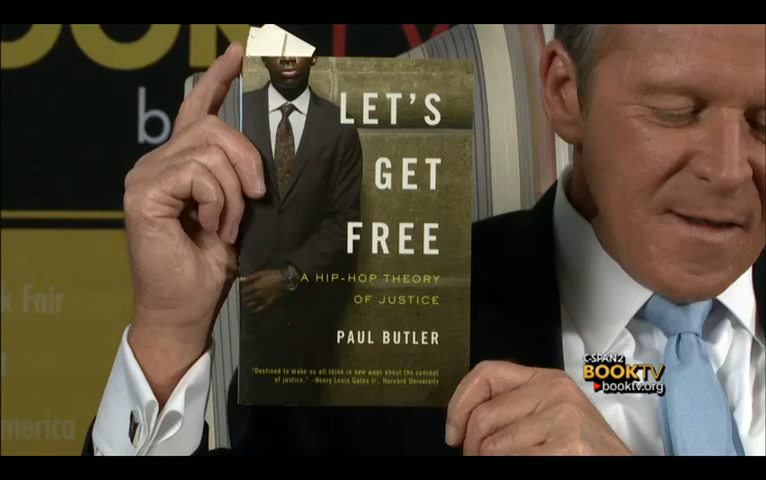 LET'S
GET
FREE
A HIP-HOP THEORY
OF JUSTICE
PAUL BUTLER
"Destined to make us all think in new ways about the concept
of justice." —Henry Louis Gates Jr., Harvard University
C-SPAN2
BOOKTV
booktv.org
Fair